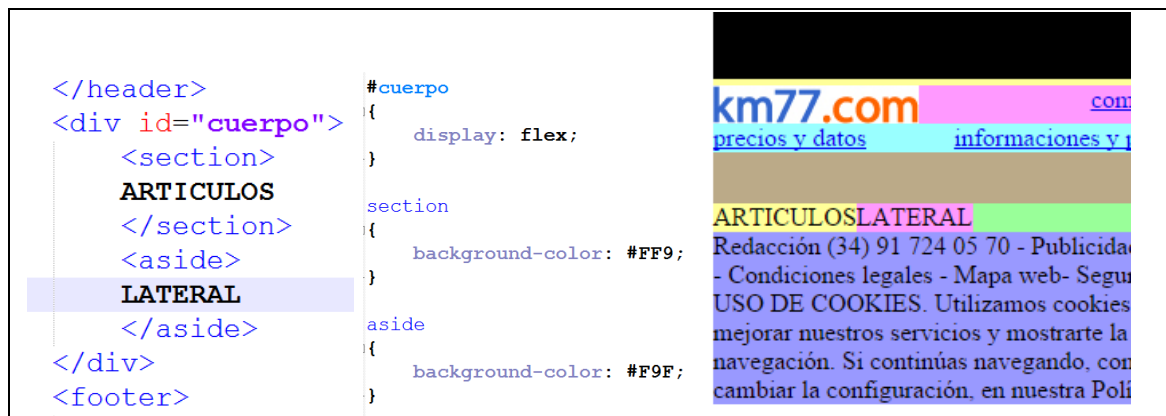 </header>
<div id="cuerpo">
<section>
ARTICULOS
</section>
<aside>
LATERAL
</aside>
</div>
<footer>
#cuerpo
{
display: flex;
}
section
{
background-color: #FF9;
}
aside
{
background-color: #F9F;
}
km77.com
precios y datos
informaciones y
ARTICULOSLATERAL
Redacción (34) 91 724 05 70 - Publicidad
- Condiciones legales - Mapa web- Segu
USO DE COOKIES. Utilizamos cookies
mejorar nuestros servicios y mostrarte la
navegación. Si continúas navegando, con
cambiar la configuración, en nuestra Polí